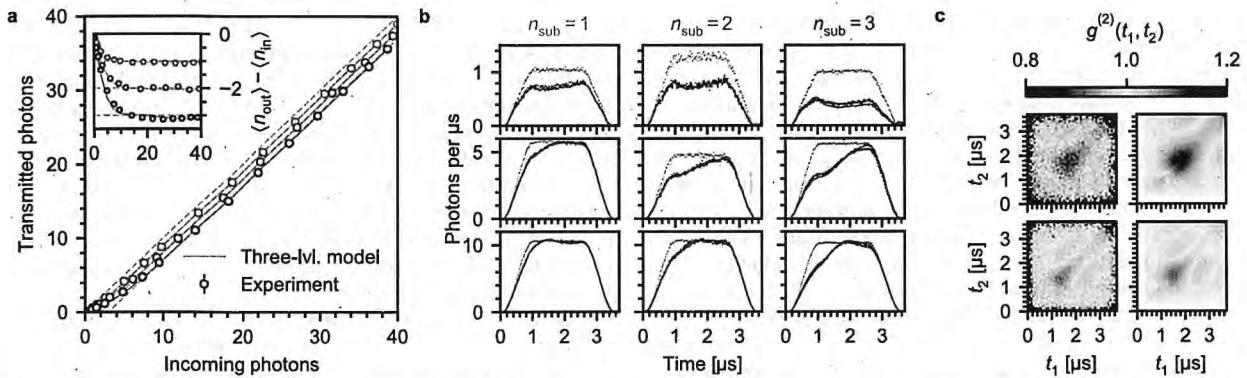 a
Transmitted photons
40
30
20
10
0
0 10 20 30 40
Incoming photons
0
−2
⟨n_out⟩ − ⟨n_in⟩
0 20 40
Three-lvl. model
Experiment
b
n_sub = 1
n_sub = 2
n_sub = 3
Photons per µs
1
0
5
0
10
0
0 1 2 3
0 1 2 3
0 1 2 3
Time [µs]
c
g^(2)(t_1, t_2)
0.8 1.0 1.2
t_2 [µs]
3
2
1
0
t_2 [µs]
3
2
1
0
1 2 3
1 2 3
t_1 [µs]
t_1 [µs]